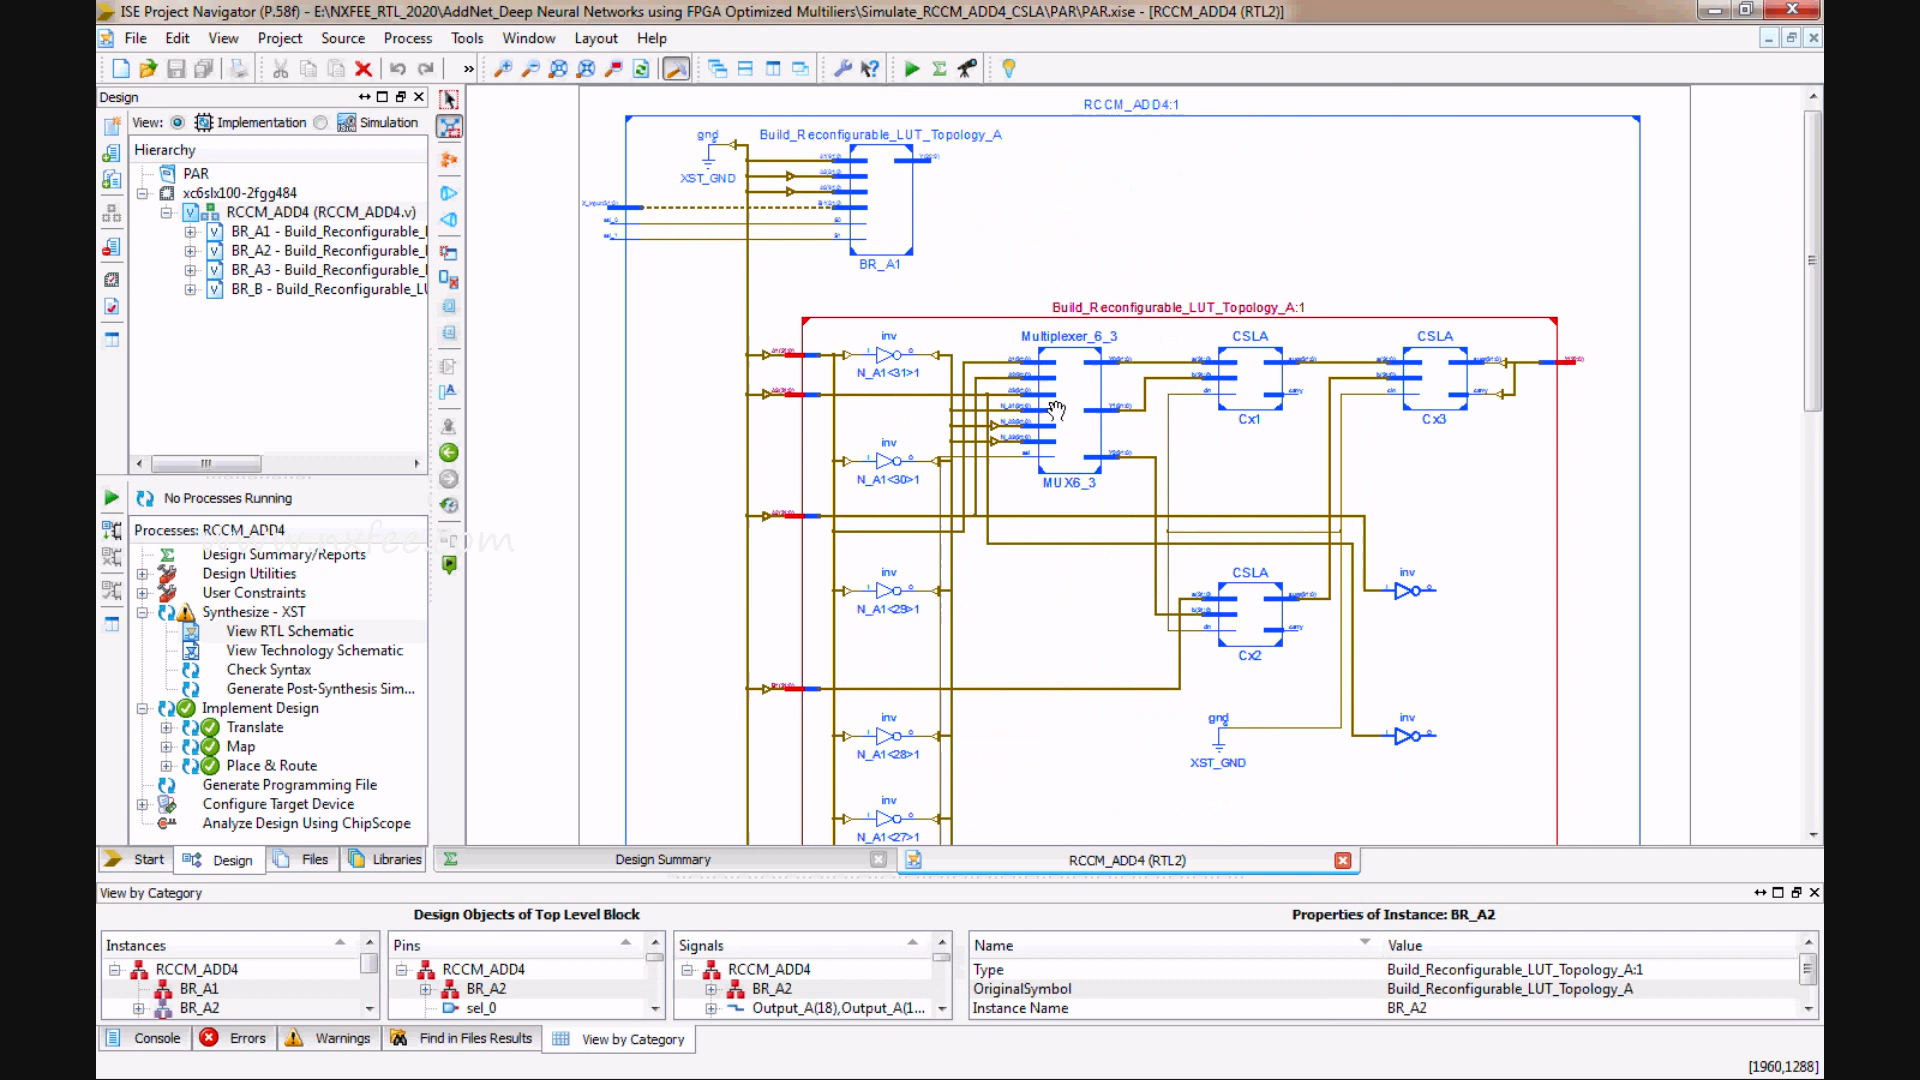 ISE Project Navigator (P.58f) - E:\NXFEE_RTL_2020\AddNet_Deep Neural Networks using FPGA Optimized Multiliers\Simulate_RCCM_ADD4_CSLA\PAR\PAR.xise - [RCCM_ADD4 (RTL2)]
File Edit View Project Source Process Tools Window Layout Help
»
Design
View: Implementation Simulation
Hierarchy
PAR
xc6slx100-2fgg484
RCCM_ADD4 (RCCM_ADD4.v)
BR_A1 - Build_Reconfigurable_
BR_A2 - Build_Reconfigurable_
BR_A3 - Build_Reconfigurable_
BR_B - Build_Reconfigurable_L
No Processes Running
Processes: RCCM_ADD4
Design Summary/Reports
Design Utilities
User Constraints
Synthesize - XST
View RTL Schematic
View Technology Schematic
Check Syntax
Generate Post-Synthesis Sim...
Implement Design
Translate
Map
Place & Route
Generate Programming File
Configure Target Device
Analyze Design Using ChipScope
Start Design Files Libraries
RCCM_ADD4:1
gnd
Build_Reconfigurable_LUT_Topology_A
XST_GND
BR_A1
Build_Reconfigurable_LUT_Topology_A:1
inv
Multiplexer_6_3
CSLA
CSLA
N_A1<31>1
Cx1
Cx3
inv
N_A1<30>1
MUX6_3
inv
CSLA
inv
N_A1<29>1
Cx2
inv
gnd
inv
N_A1<28>1
XST_GND
inv
N_A1<27>1
Design Summary
RCCM_ADD4 (RTL2)
View by Category
Design Objects of Top Level Block
Properties of Instance: BR_A2
Instances
RCCM_ADD4
BR_A1
BR_A2
Pins
RCCM_ADD4
BR_A2
sel_0
Signals
RCCM_ADD4
BR_A2
Output_A(18),Output_A(1...
Name Value
Type Build_Reconfigurable_LUT_Topology_A:1
OriginalSymbol Build_Reconfigurable_LUT_Topology_A
Instance Name BR_A2
Console Errors Warnings Find in Files Results View by Category
[1960,1288]